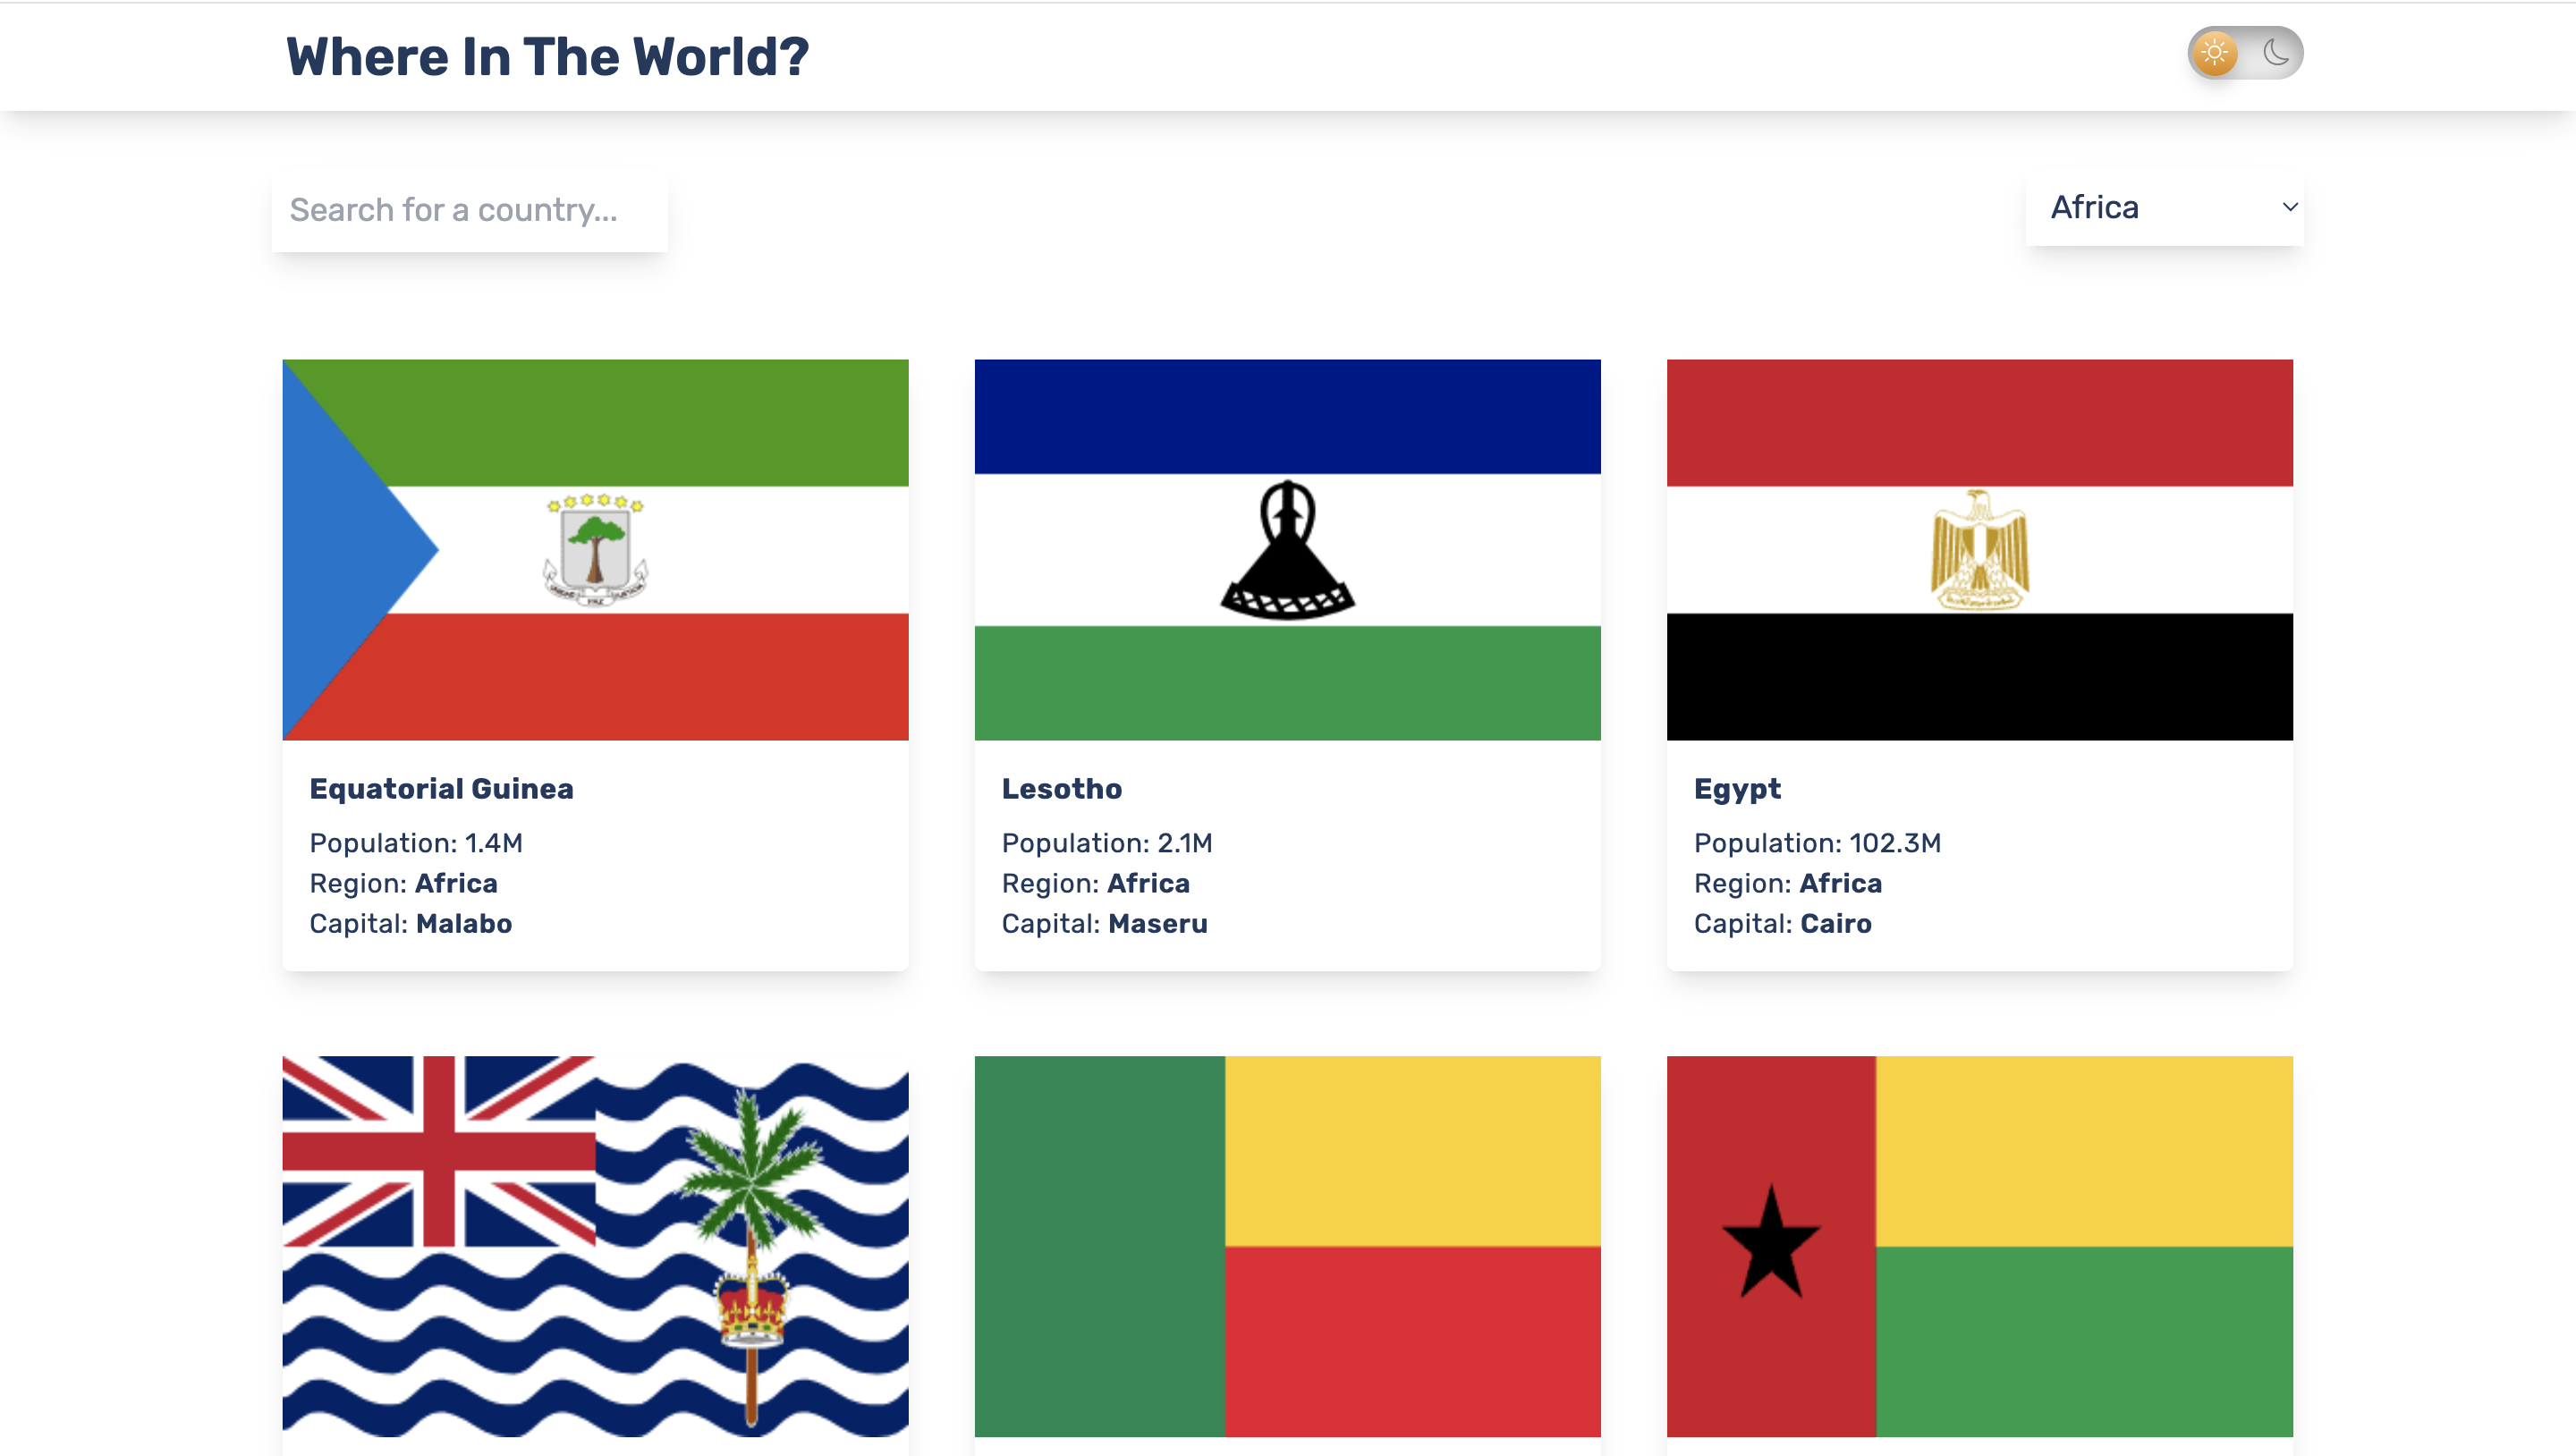 Where In The World?
Search for a country...
Africa
Equatorial Guinea
Population: 1.4M
Region: Africa
Capital: Malabo
Lesotho
Population: 2.1M
Region: Africa
Capital: Maseru
Egypt
Population: 102.3M
Region: Africa
Capital: Cairo